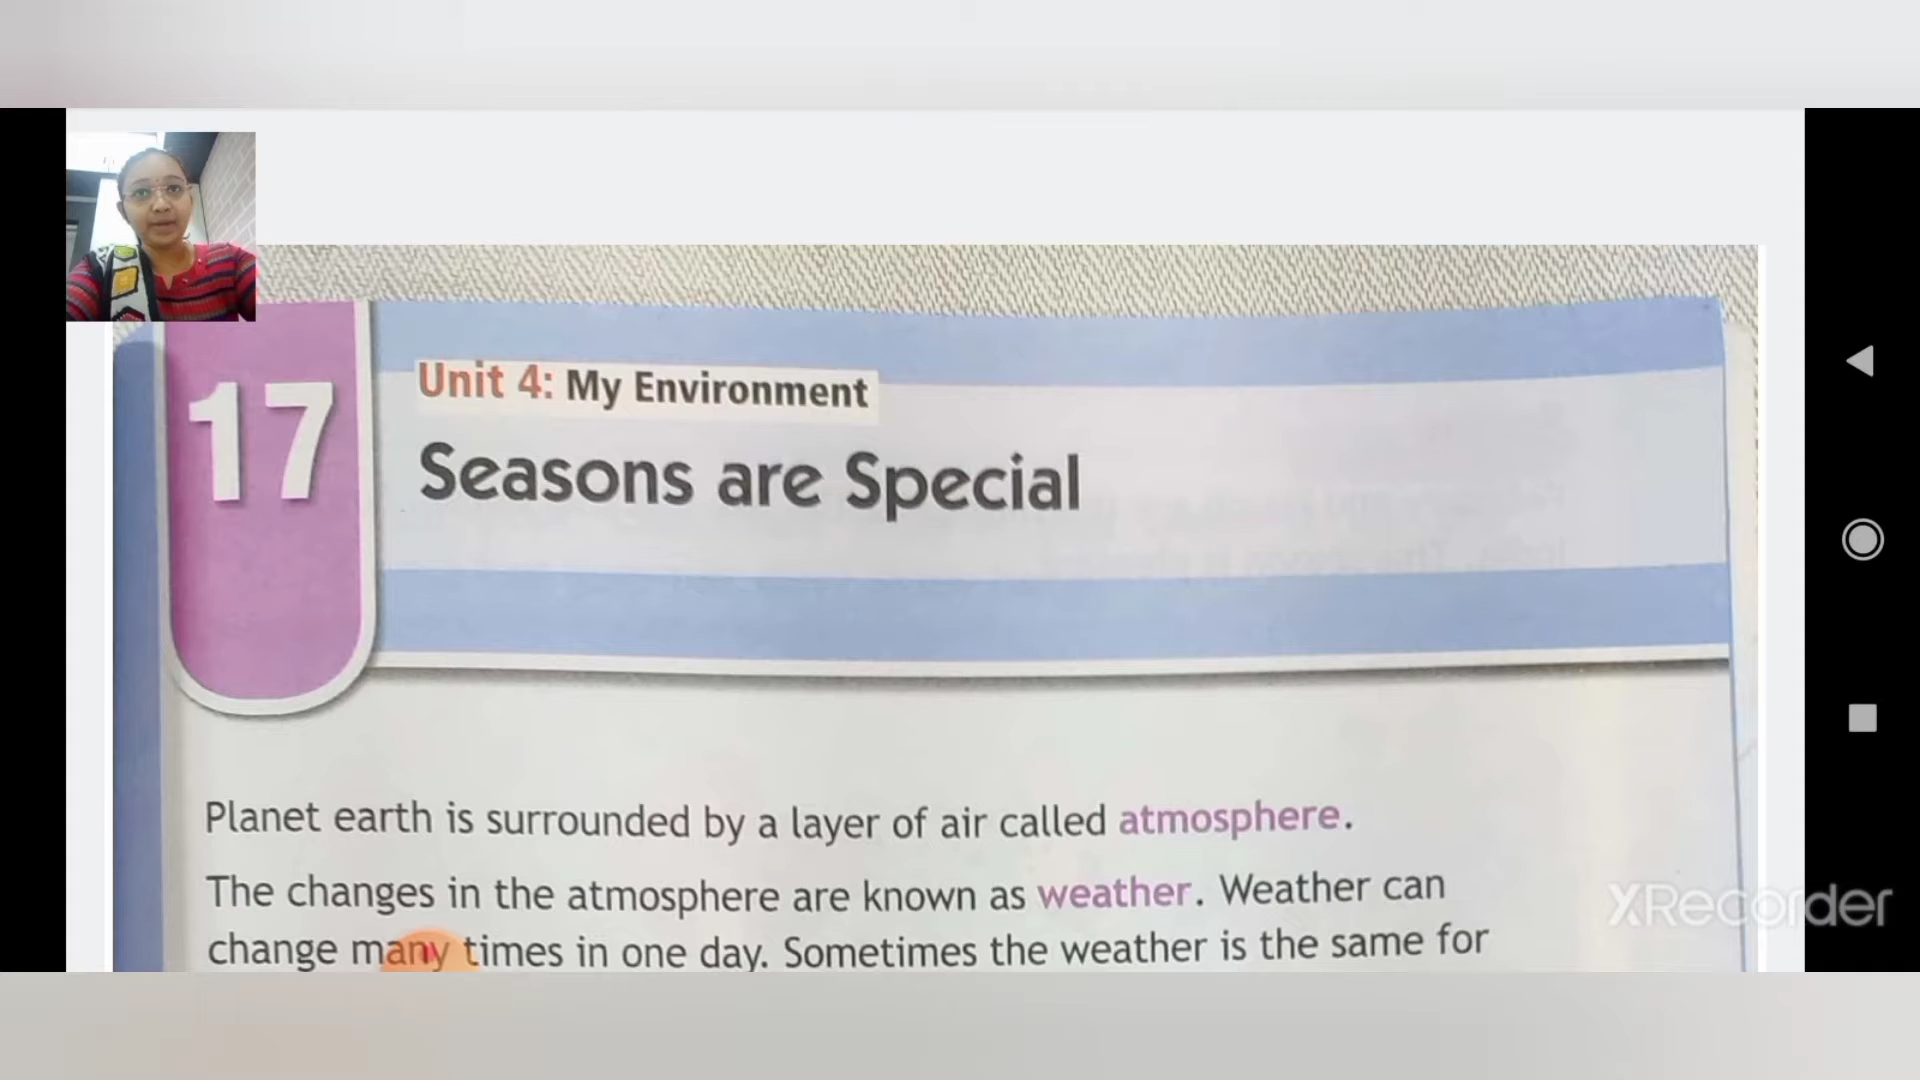 17
Unit 4: My Environment
Seasons are Special
Planet earth is surrounded by a layer of air called atmosphere.
The changes in the atmosphere are known as weather. Weather can
change many times in one day. Sometimes the weather is the same for
XRecorder